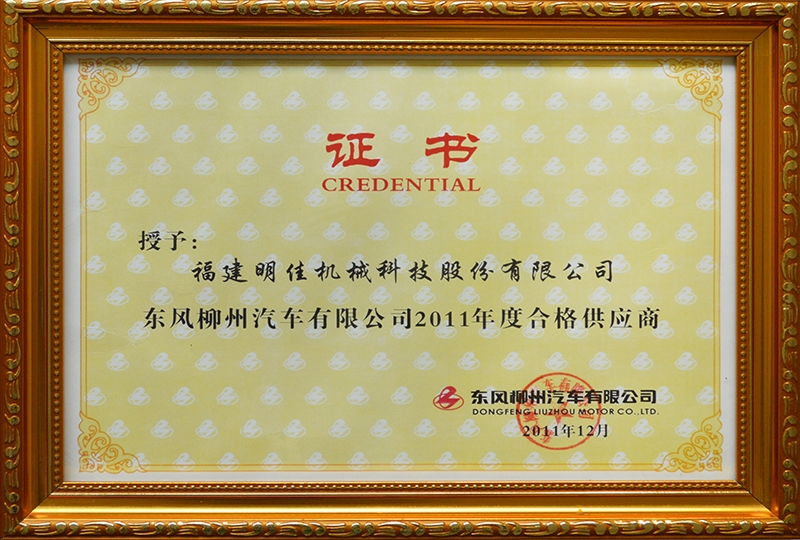 证书
CREDENTIAL
授予：
福建明佳机械科技股份有限公司
东风柳州汽车有限公司2011年度合格供应商
东风柳州汽车有限公司
DONGFENG LIUZHOU MOTOR CO.,LTD.
2011年12月